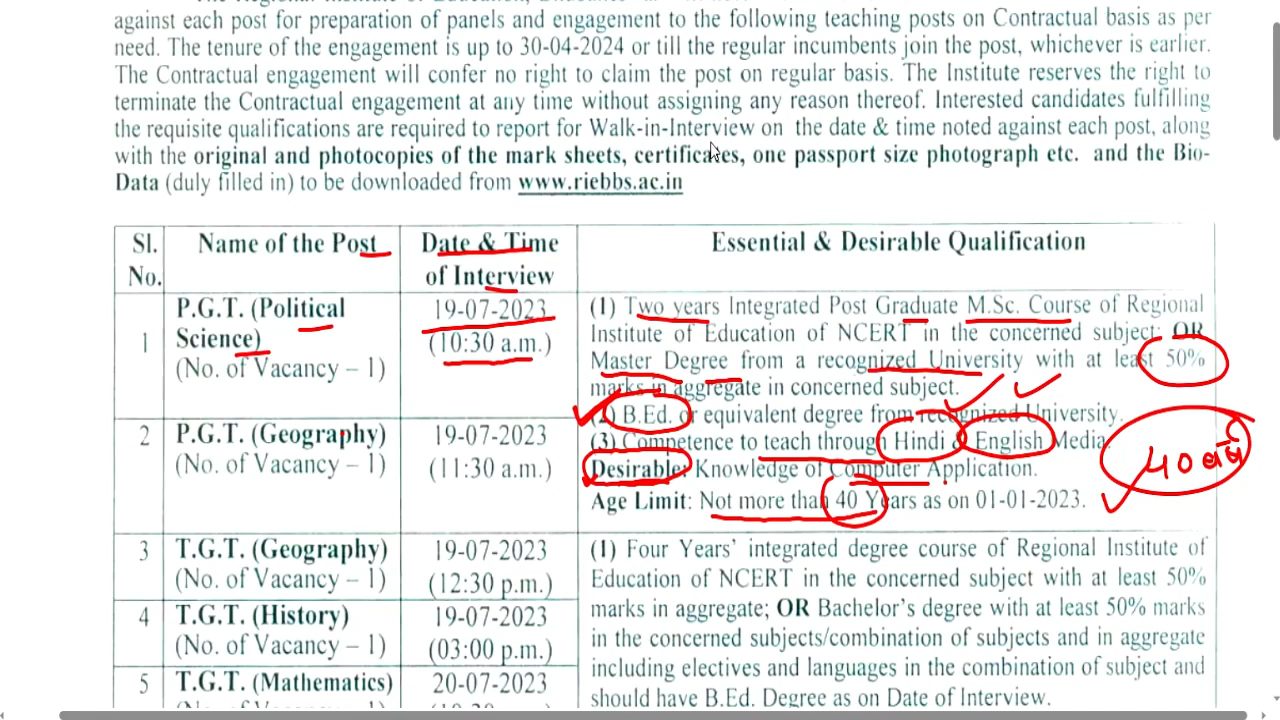 against each post for preparation of panels and engagement to the following teaching posts on Contractual basis as per
need. The tenure of the engagement is up to 30-04-2024 or till the regular incumbents join the post, whichever is earlier.
The Contractual engagement will confer no right to claim the post on regular basis. The Institute reserves the right to
terminate the Contractual engagement at any time without assigning any reason thereof. Interested candidates fulfilling
the requisite qualifications are required to report for Walk-in-Interview on the date & time noted against each post, along
with the original and photocopies of the mark sheets, certificates, one passport size photograph etc. and the Bio-
Data (duly filled in) to be downloaded from www.riebbs.ac.in
Sl. No.
Name of the Post
Date & Time
of Interview
Essential & Desirable Qualification
1
P.G.T. (Political
Science)
(No. of Vacancy – 1)
19-07-2023
(10:30 a.m.)
2
P.G.T. (Geography)
(No. of Vacancy – 1)
19-07-2023
(11:30 a.m.)
(1) Two years Integrated Post Graduate M.Sc. Course of Regional
Institute of Education of NCERT in the concerned subject; OR
Master Degree from a recognized University with at least 50%
marks in aggregate in concerned subject.
(2) B.Ed. or equivalent degree from recognized University.
(3) Competence to teach through Hindi & English Media.
Desirable: Knowledge of Computer Application.
Age Limit: Not more than 40 Years as on 01-01-2023.
40 वर्ष
3
T.G.T. (Geography)
(No. of Vacancy – 1)
19-07-2023
(12:30 p.m.)
4
T.G.T. (History)
(No. of Vacancy – 1)
19-07-2023
(03:00 p.m.)
5
T.G.T. (Mathematics)
20-07-2023
(1) Four Years' integrated degree course of Regional Institute of
Education of NCERT in the concerned subject with at least 50%
marks in aggregate; OR Bachelor's degree with at least 50% marks
in the concerned subjects/combination of subjects and in aggregate
including electives and languages in the combination of subject and
should have B.Ed. Degree as on Date of Interview.